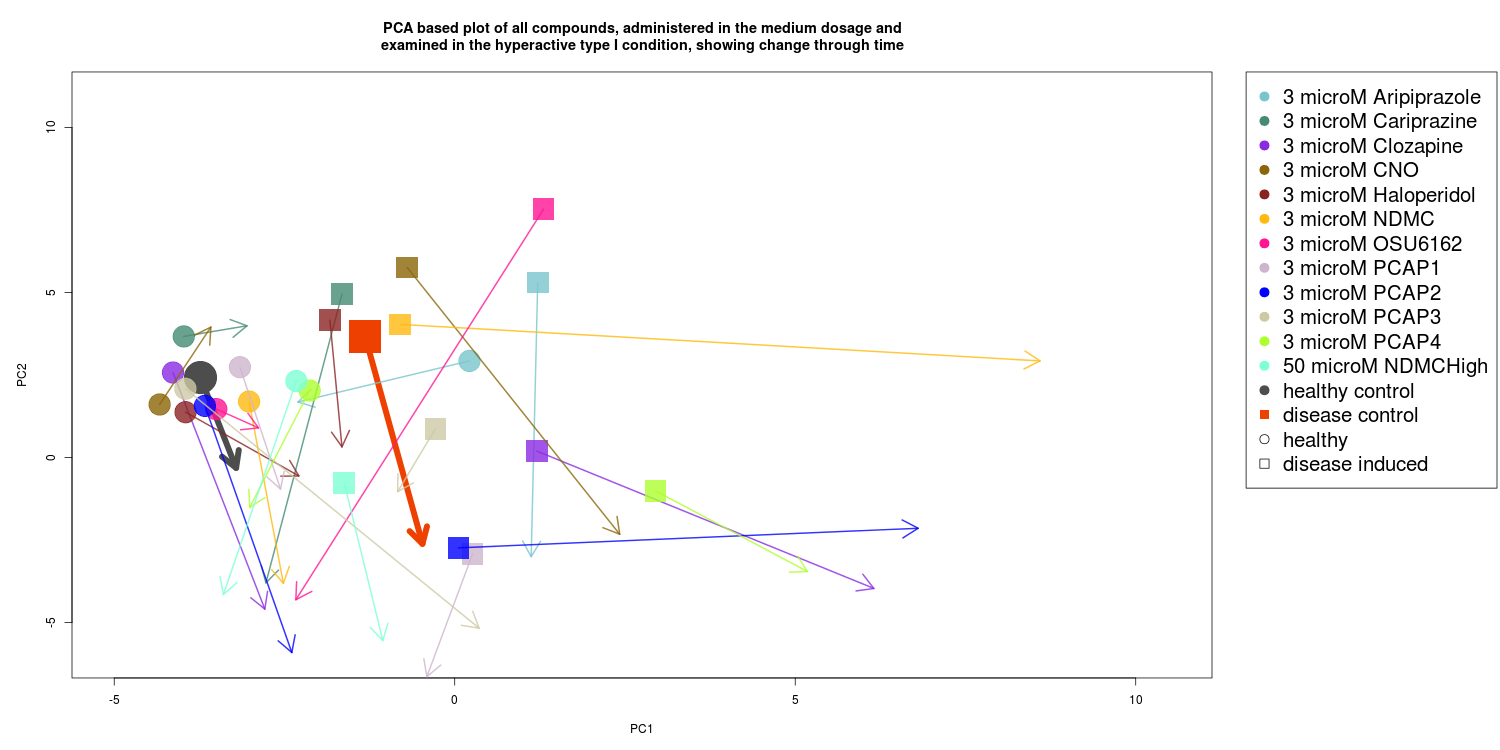 PCA based plot of all compounds, administered in the medium dosage and
examined in the hyperactive type I condition, showing change through time
10
5
0
-5
PC2
-5
0
5
10
PC1
3 microM Aripiprazole
3 microM Cariprazine
3 microM Clozapine
3 microM CNO
3 microM Haloperidol
3 microM NDMC
3 microM OSU6162
3 microM PCAP1
3 microM PCAP2
3 microM PCAP3
3 microM PCAP4
50 microM NDMCHigh
healthy control
disease control
healthy
disease induced